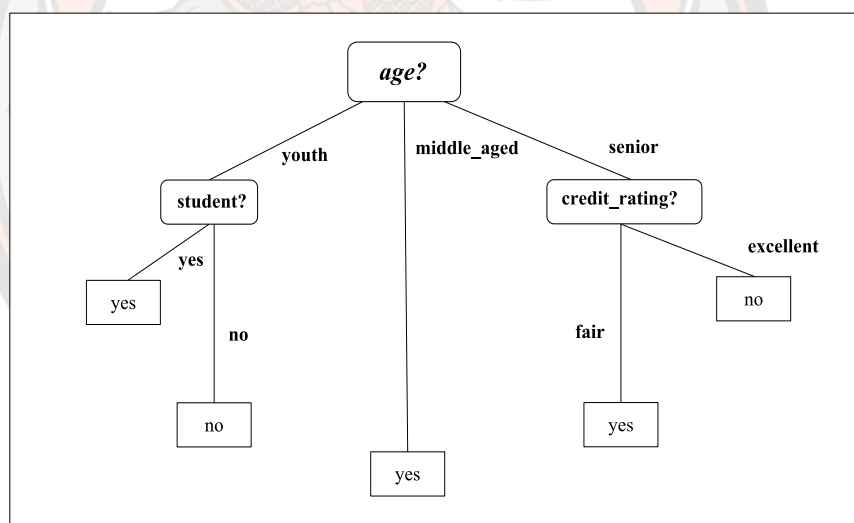 age?
youth
middle_aged
senior
student?
credit_rating?
yes
excellent
yes
no
no
fair
no
yes
yes